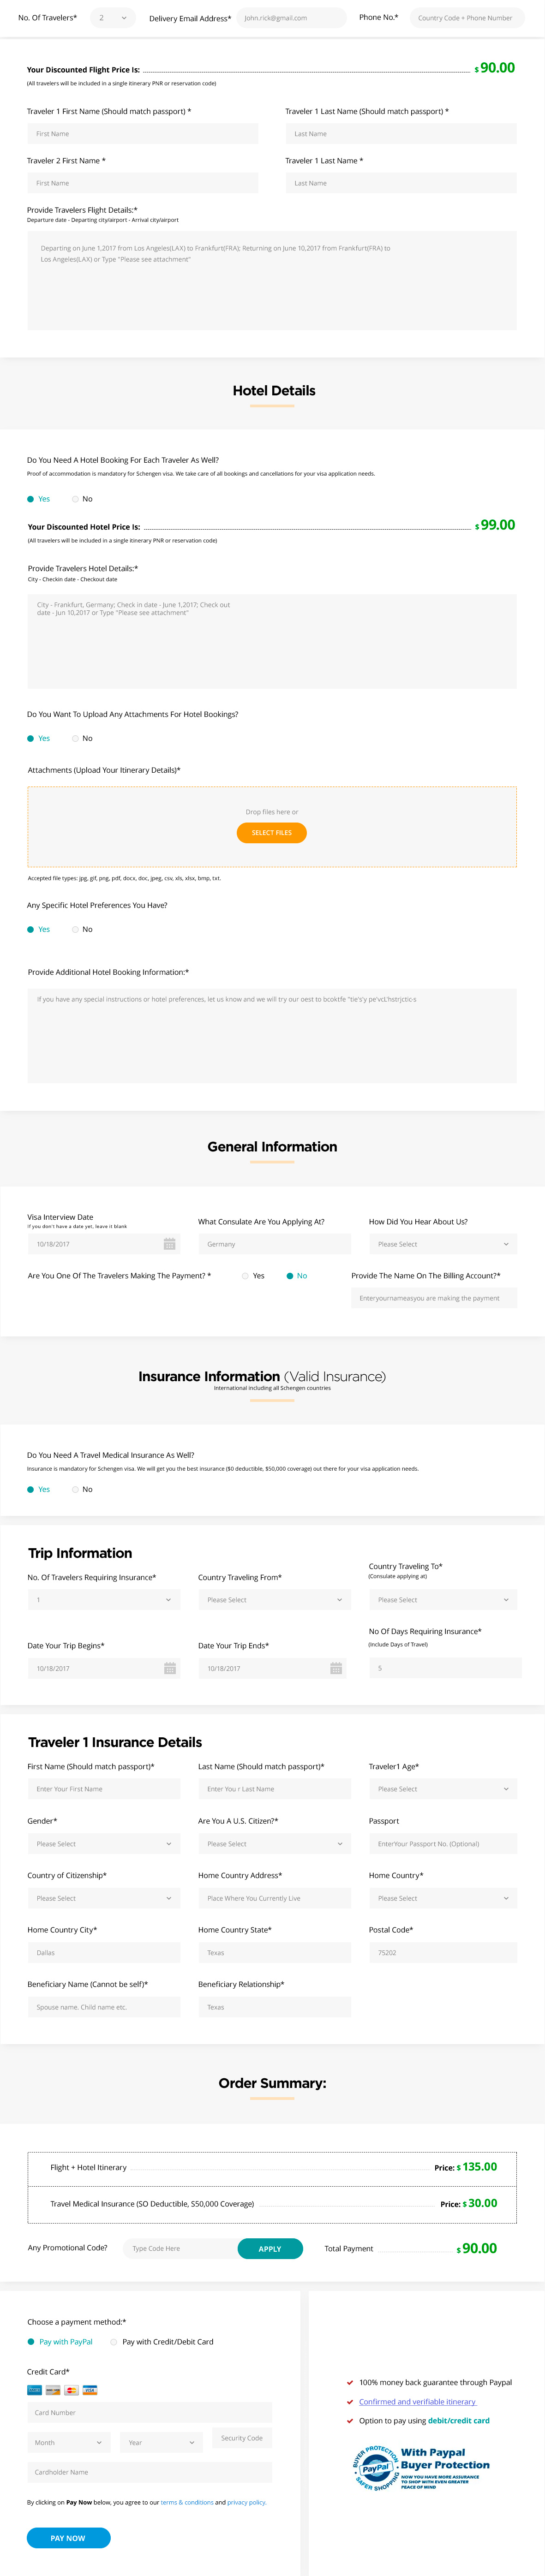 No. Of Travelers* 2 Delivery Email Address* John.rick@gmail.com Phone No.* Country Code + Phone Number
Your Discounted Flight Price Is: $ 90.00
(All travelers will be included in a single itinerary PNR or reservation code)
Traveler 1 First Name (Should match passport) * Traveler 1 Last Name (Should match passport) *
First Name Last Name
Traveler 2 First Name * Traveler 1 Last Name *
First Name Last Name
Provide Travelers Flight Details:*
Departure date - Departing city/airport - Arrival city/airport
Departing on June 1,2017 from Los Angeles(LAX) to Frankfurt(FRA); Returning on June 10,2017 from Frankfurt(FRA) to
Los Angeles(LAX) or Type "Please see attachment"
Hotel Details
Do You Need A Hotel Booking For Each Traveler As Well?
Proof of accommodation is mandatory for Schengen visa. We take care of all bookings and cancellations for your visa application needs.
Yes No
Your Discounted Hotel Price Is: $ 99.00
(All travelers will be included in a single itinerary PNR or reservation code)
Provide Travelers Hotel Details:*
City - Checkin date - Checkout date
City - Frankfurt, Germany; Check in date - June 1,2017; Check out
date - Jun 10,2017 or Type "Please see attachment"
Do You Want To Upload Any Attachments For Hotel Bookings?
Yes No
Attachments (Upload Your Itinerary Details)*
Drop files here or
SELECT FILES
Accepted file types: jpg, gif, png, pdf, docx, doc, jpeg, csv, xls, xlsx, bmp, txt.
Any Specific Hotel Preferences You Have?
Yes No
Provide Additional Hotel Booking Information:*
If you have any special instructions or hotel preferences, let us know and we will try our
General Information
Visa Interview Date
If you don't have a date yet, leave it blank
What Consulate Are You Applying At? How Did You Hear About Us?
10/18/2017 Germany Please Select
Are You One Of The Travelers Making The Payment? * Yes No Provide The Name On The Billing Account?*
Enteryournameasyou are making the payment
Insurance Information (Valid Insurance)
International including all Schengen countries
Do You Need A Travel Medical Insurance As Well?
Insurance is mandatory for Schengen visa. We will get you the best insurance ($0 deductible, $50,000 coverage) out there for your visa application needs.
Yes No
Trip Information
No. Of Travelers Requiring Insurance* Country Traveling From* Country Traveling To*
(Consulate applying at)
1 Please Select Please Select
Date Your Trip Begins* Date Your Trip Ends* No Of Days Requiring Insurance*
(Include Days of Travel)
10/18/2017 10/18/2017 5
Traveler 1 Insurance Details
First Name (Should match passport)* Last Name (Should match passport)* Traveler1 Age*
Enter Your First Name Enter You r Last Name Please Select
Gender* Are You A U.S. Citizen?* Passport
Please Select Please Select EnterYour Passport No. (Optional)
Country of Citizenship* Home Country Address* Home Country*
Please Select Place Where You Currently Live Please Select
Home Country City* Home Country State* Postal Code*
Dallas Texas 75202
Beneficiary Name (Cannot be self)* Beneficiary Relationship*
Spouse name, Child name etc. Texas
Order Summary:
Flight + Hotel Itinerary Price: $ 135.00
Travel Medical Insurance (SO Deductible, S50,000 Coverage) Price: $ 30.00
Any Promotional Code? Type Code Here APPLY Total Payment $ 90.00
Choose a payment method:*
Pay with PayPal Pay with Credit/Debit Card
Credit Card*
VISA
Card Number
Month Year Security Code
Cardholder Name
By clicking on Pay Now below, you agree to our terms & conditions and privacy policy.
PAY NOW
100% money back guarantee through Paypal
Confirmed and verifiable itinerary
Option to pay using debit/credit card
BUYER PROTECTION
PayPal
SAFER SHOPPING
With Paypal
Buyer Protection
NOW YOU HAVE MORE ASSURANCE
TO SHOP WITH EVEN GREATER
PEACE OF MIND